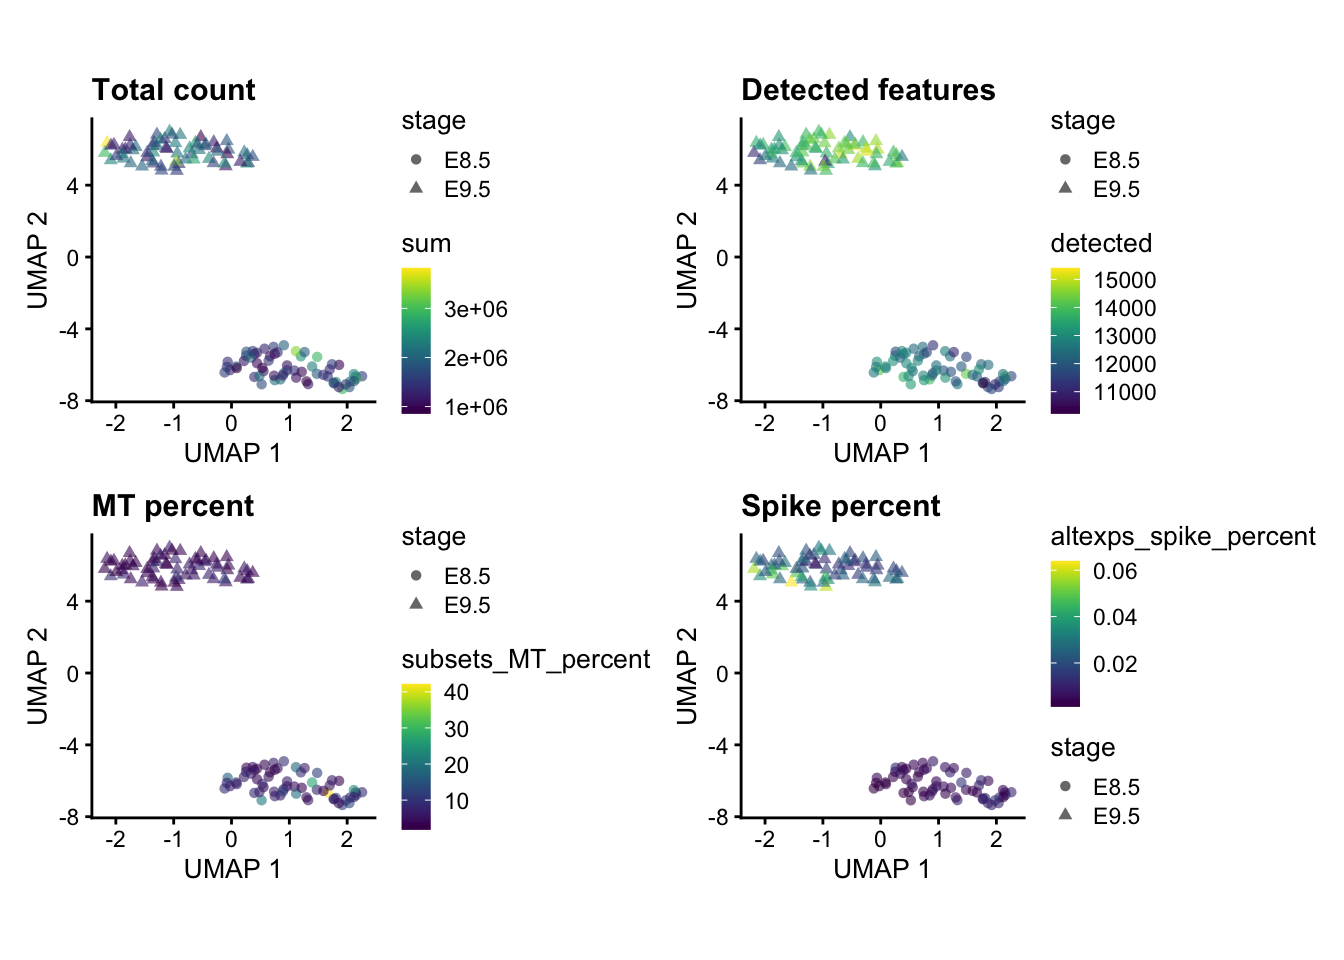 Total count
UMAP 2
4
0
-4
-8
-2
-1
0
1
2
UMAP 1
stage
E8.5
E9.5
sum
3e+06
2e+06
1e+06
Detected features
UMAP 2
4
0
-4
-8
-2
-1
0
1
2
UMAP 1
stage
E8.5
E9.5
detected
15000
14000
13000
12000
11000
MT percent
UMAP 2
4
0
-4
-8
-2
-1
0
1
2
UMAP 1
stage
E8.5
E9.5
subsets_MT_percent
40
30
20
10
Spike percent
UMAP 2
4
0
-4
-8
-2
-1
0
1
2
UMAP 1
altexps_spike_percent
0.06
0.04
0.02
stage
E8.5
E9.5